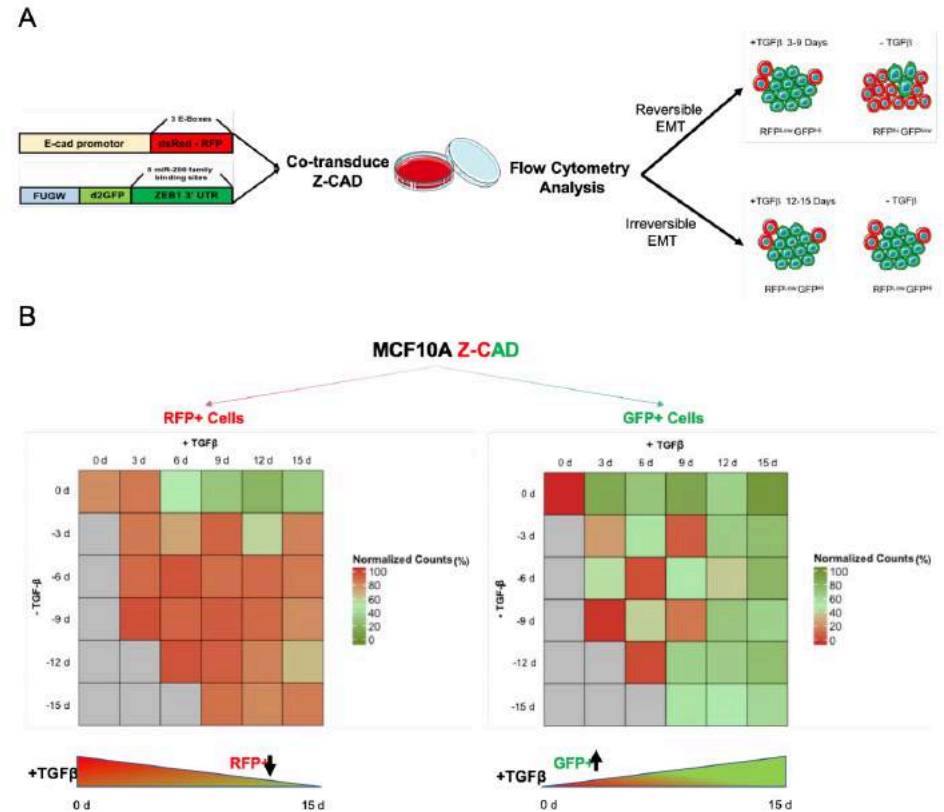 A
3 E-Boxes
E-cad promotor
dsRed - RFP
8 miR-200 family
binding sites
FUGW
d2GFP
ZEB1 3' UTR
Co-transduce
Z-CAD
Flow Cytometry
Analysis
Reversible
EMT
Irreversible
EMT
+TGFβ 3-9 Days
- TGFβ
RFPLow GFPHi
RFPHi GFPlow
+TGFβ 12-15 Days
- TGFβ
RFPLow GFPHi
RFPLow GFPHi
B
MCF10A Z-CAD
RFP+ Cells
+ TGFβ
0 d 3 d 6 d 9 d 12 d 15 d
0 d
-3 d
-6 d
-9 d
-12 d
-15 d
- TGF-β
Normalized Counts (%)
100
80
60
40
20
0
+TGFβ
RFP+
0 d
15 d
GFP+ Cells
+ TGFβ
0 d 3 d 6 d 9 d 12 d 15 d
0 d
-3 d
-6 d
-9 d
-12 d
-15 d
- TGF-β
Normalized Counts (%)
100
80
60
40
20
0
+TGFβ
GFP+
0 d
15 d